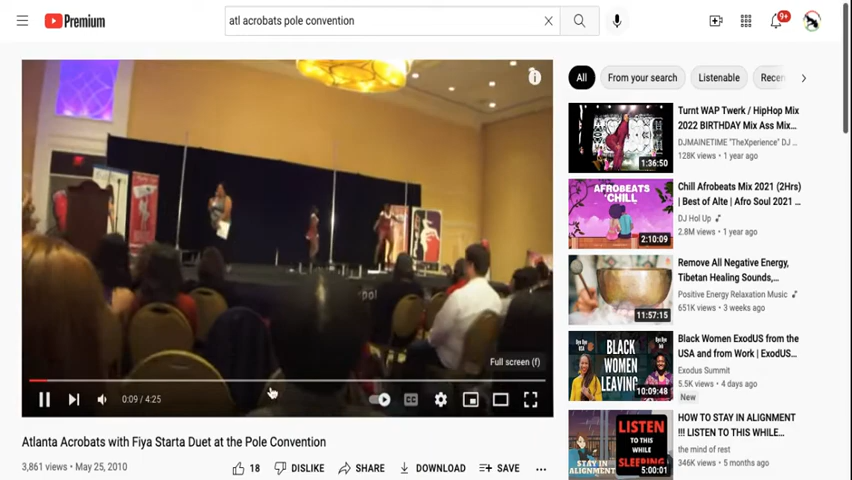 Premium
atl acrobats pole convention
9+
All
From your search
Listenable
Recen
Full screen (f)
0:09 / 4:25
CC
Atlanta Acrobats with Fiya Starta Duet at the Pole Convention
3,861 views • May 25, 2010
18
DISLIKE
SHARE
DOWNLOAD
SAVE
1:36:50
Turnt WAP Twerk / HipHop Mix
2022 BIRTHDAY Mix Ass Mix...
DJMAINETIME "TheXperience" DJ ...
128K views • 1 year ago
AFROBEATS
CHILL
2:10:09
Chill Afrobeats Mix 2021 (2Hrs)
| Best of Alte | Afro Soul 2021 ...
DJ Hol Up
2.8M views • 1 year ago
11:57:15
Remove All Negative Energy,
Tibetan Healing Sounds,...
Positive Energy Relaxation Music
651K views • 3 weeks ago
BLACK
WOMEN
LEAVING
10:09:48
Black Women ExodUS from the
USA and from Work | ExodUS...
Exodus Summit
5.5K views • 4 days ago
New
LISTEN
TO THIS
WHILE
SLEEPING
STAY IN
ALIGNMENT
5:00:01
HOW TO STAY IN ALIGNMENT
!!! LISTEN TO THIS WHILE...
the mind of rest
346K views • 5 months ago